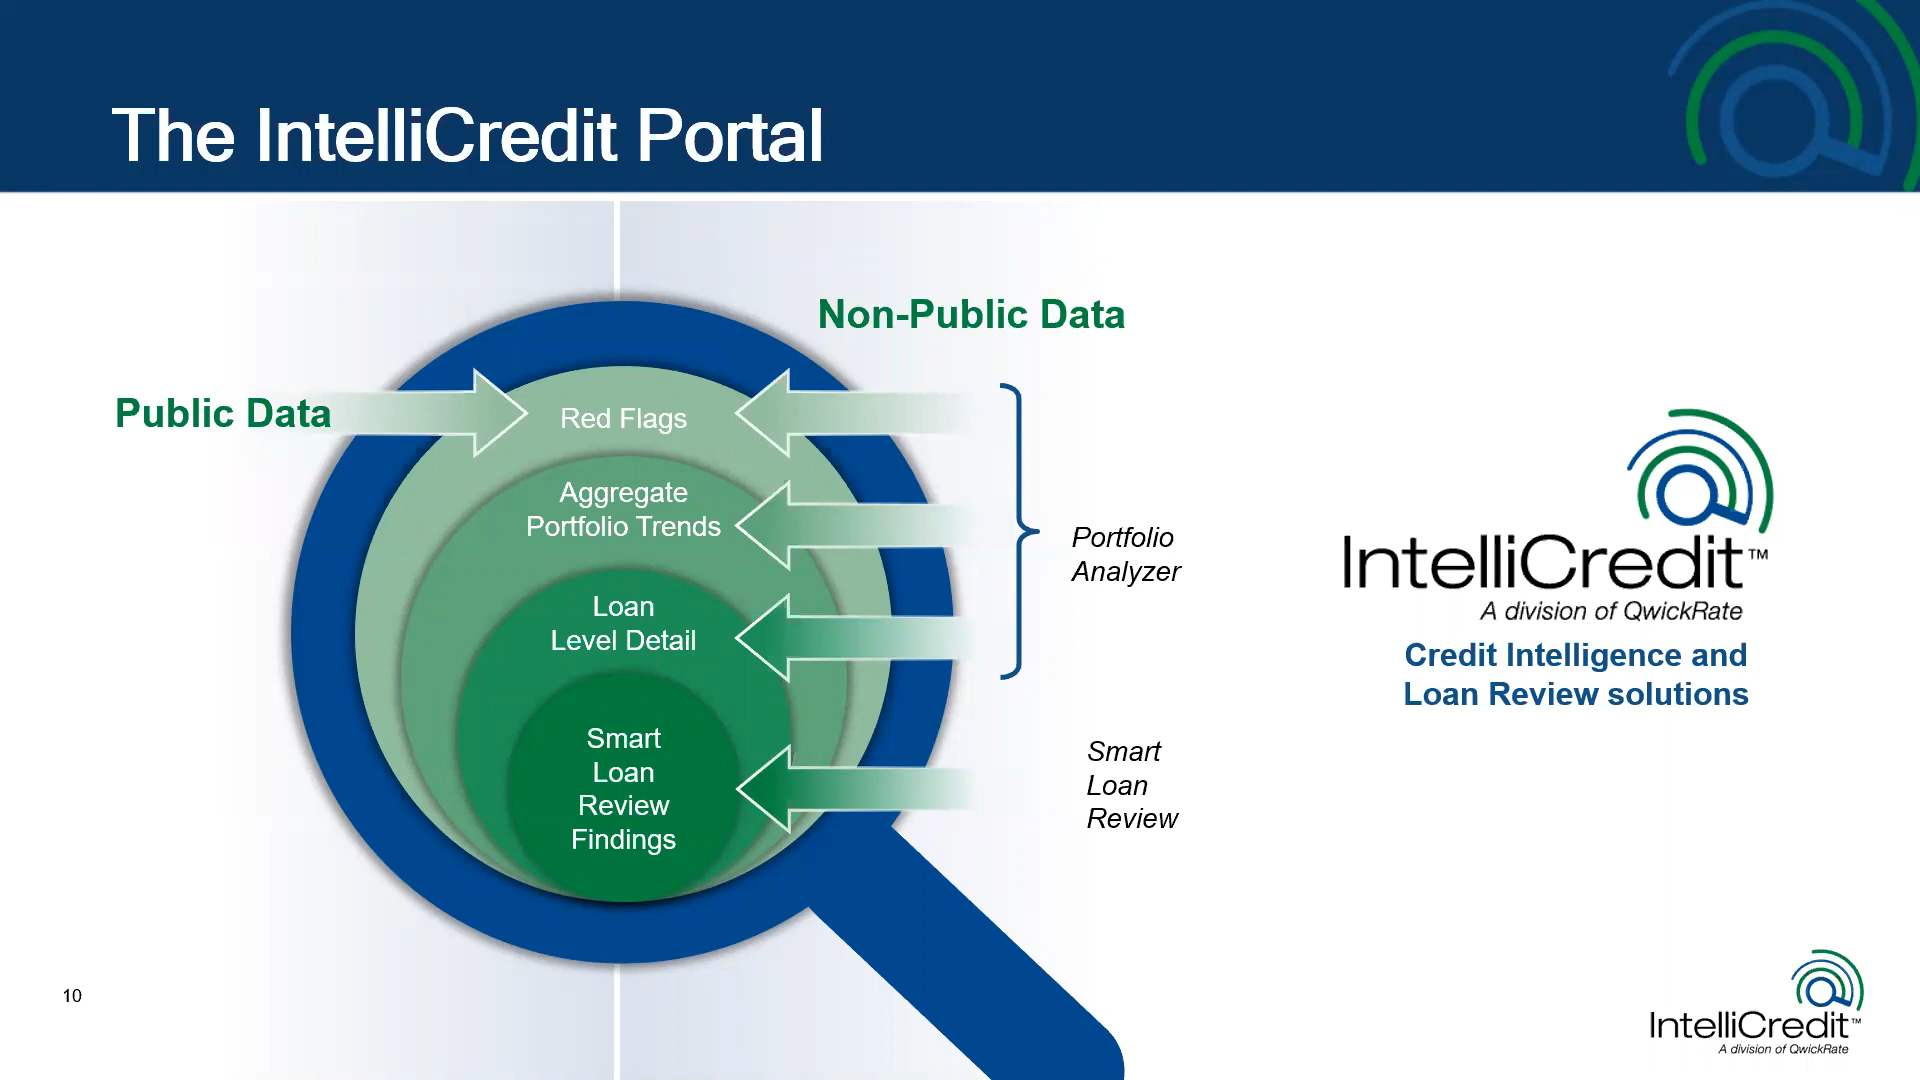 The IntelliCredit Portal
Non-Public Data
Public Data
Red Flags
Aggregate
Portfolio Trends
Loan
Level Detail
Smart
Loan
Review
Findings
Portfolio
Analyzer
Smart
Loan
Review
IntelliCredit™
A division of QwickRate
Credit Intelligence and
Loan Review solutions
10
IntelliCredit™
A division of QwickRate